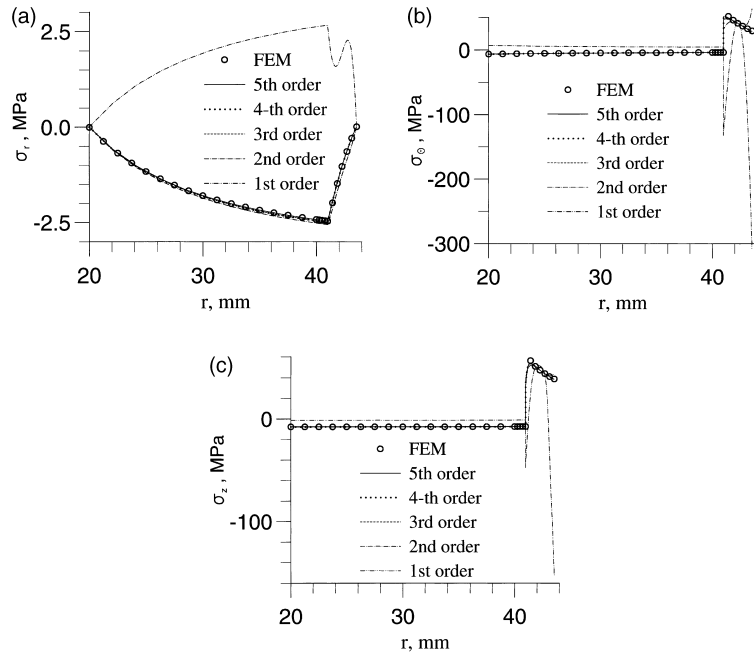 (a)
2.5
0.0
-2.5
σr , MPa
FEM
5th order
4-th order
3rd order
2nd order
1st order
20
30
40
r, mm
(b)
0
-100
-200
-300
σΘ , MPa
FEM
5th order
4-th order
3rd order
2nd order
1st order
20
30
40
r, mm
(c)
0
-100
σz , MPa
FEM
5th order
4-th order
3rd order
2nd order
1st order
20
30
40
r, mm